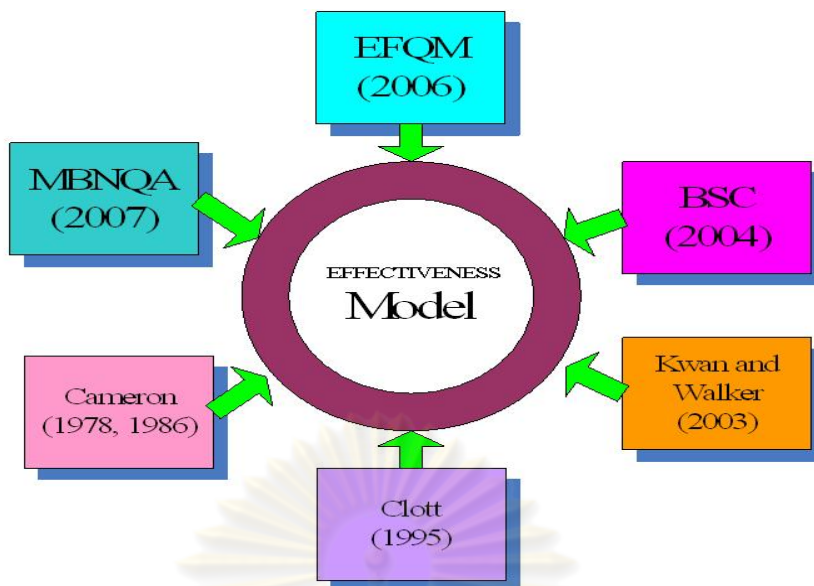 EFQM
(2006)
MBNQA
(2007)
BSC
(2004)
EFFECTIVENESS
Model
Cameron
(1978, 1986)
Kwan and
Walker
(2003)
Clott
(1995)